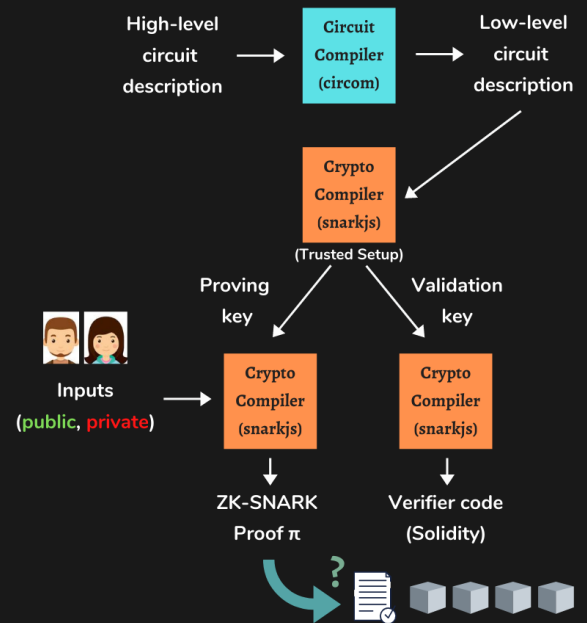 High-level
circuit
description
Circuit
Compiler
(circom)
Low-level
circuit
description
Crypto
Compiler
(snarkjs)
(Trusted Setup)
Proving
key
Validation
key
Inputs
(public, private)
Crypto
Compiler
(snarkjs)
Crypto
Compiler
(snarkjs)
ZK-SNARK
Proof π
Verifier code
(Solidity)
?